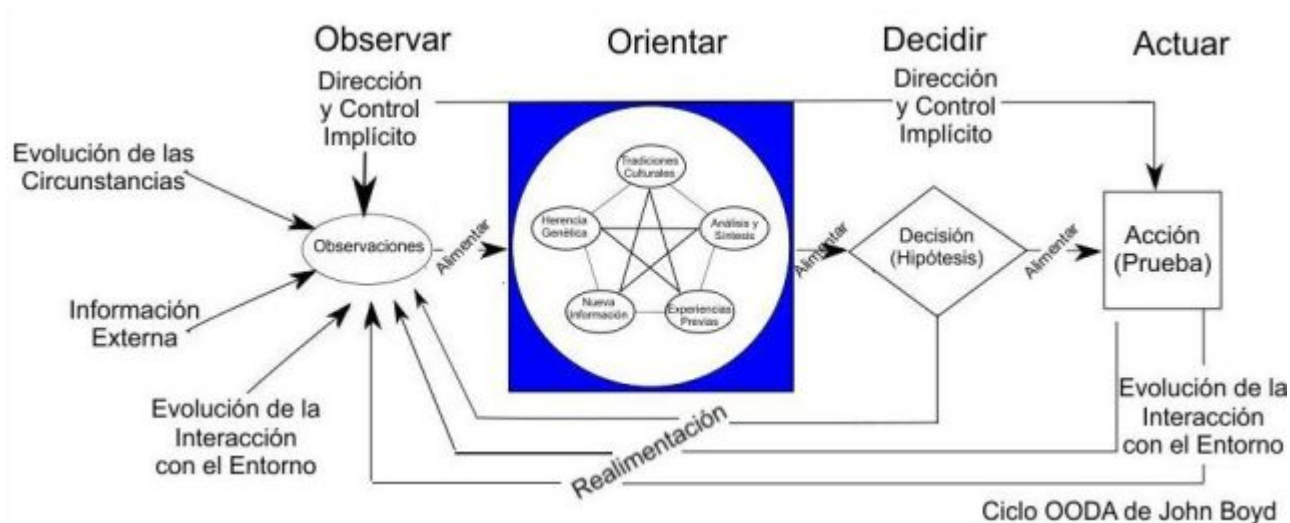 Observar
Orientar
Decidir
Actuar
Dirección
y Control
Implícito
Dirección
y Control
Implícito
Evolución de las
Circunstancias
Observaciones
Alimentar
Tradiciones
Culturales
Herencia
Genética
Análisis y
Síntesis
Nueva
Información
Experiencias
Previas
Alimentar
Decisión
(Hipótesis)
Alimentar
Acción
(Prueba)
Información
Externa
Evolución de la
Interacción
con el Entorno
Realimentación
Evolución de la
Interacción
con el Entorno
Ciclo OODA de John Boyd